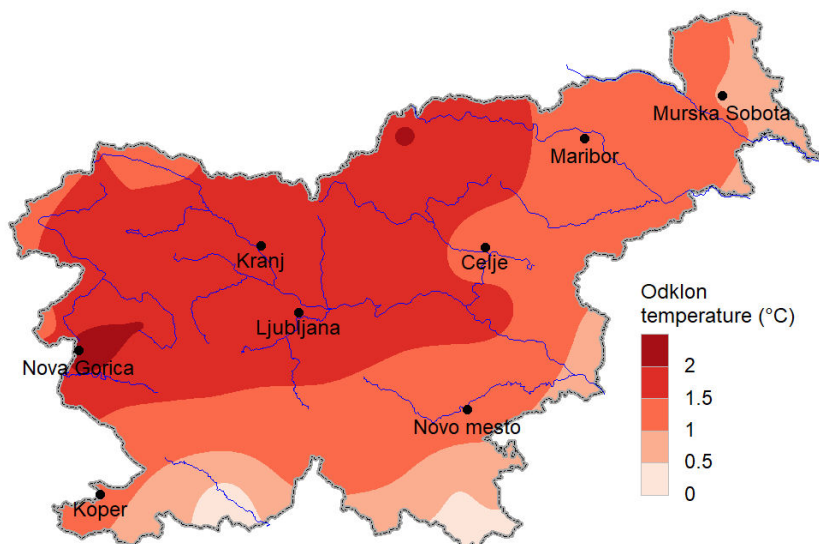 Murska Sobota
Maribor
Kranj
Celje
Ljubljana
Nova Gorica
Novo mesto
Koper
Odklon
temperature (°C)
2
1.5
1
0.5
0